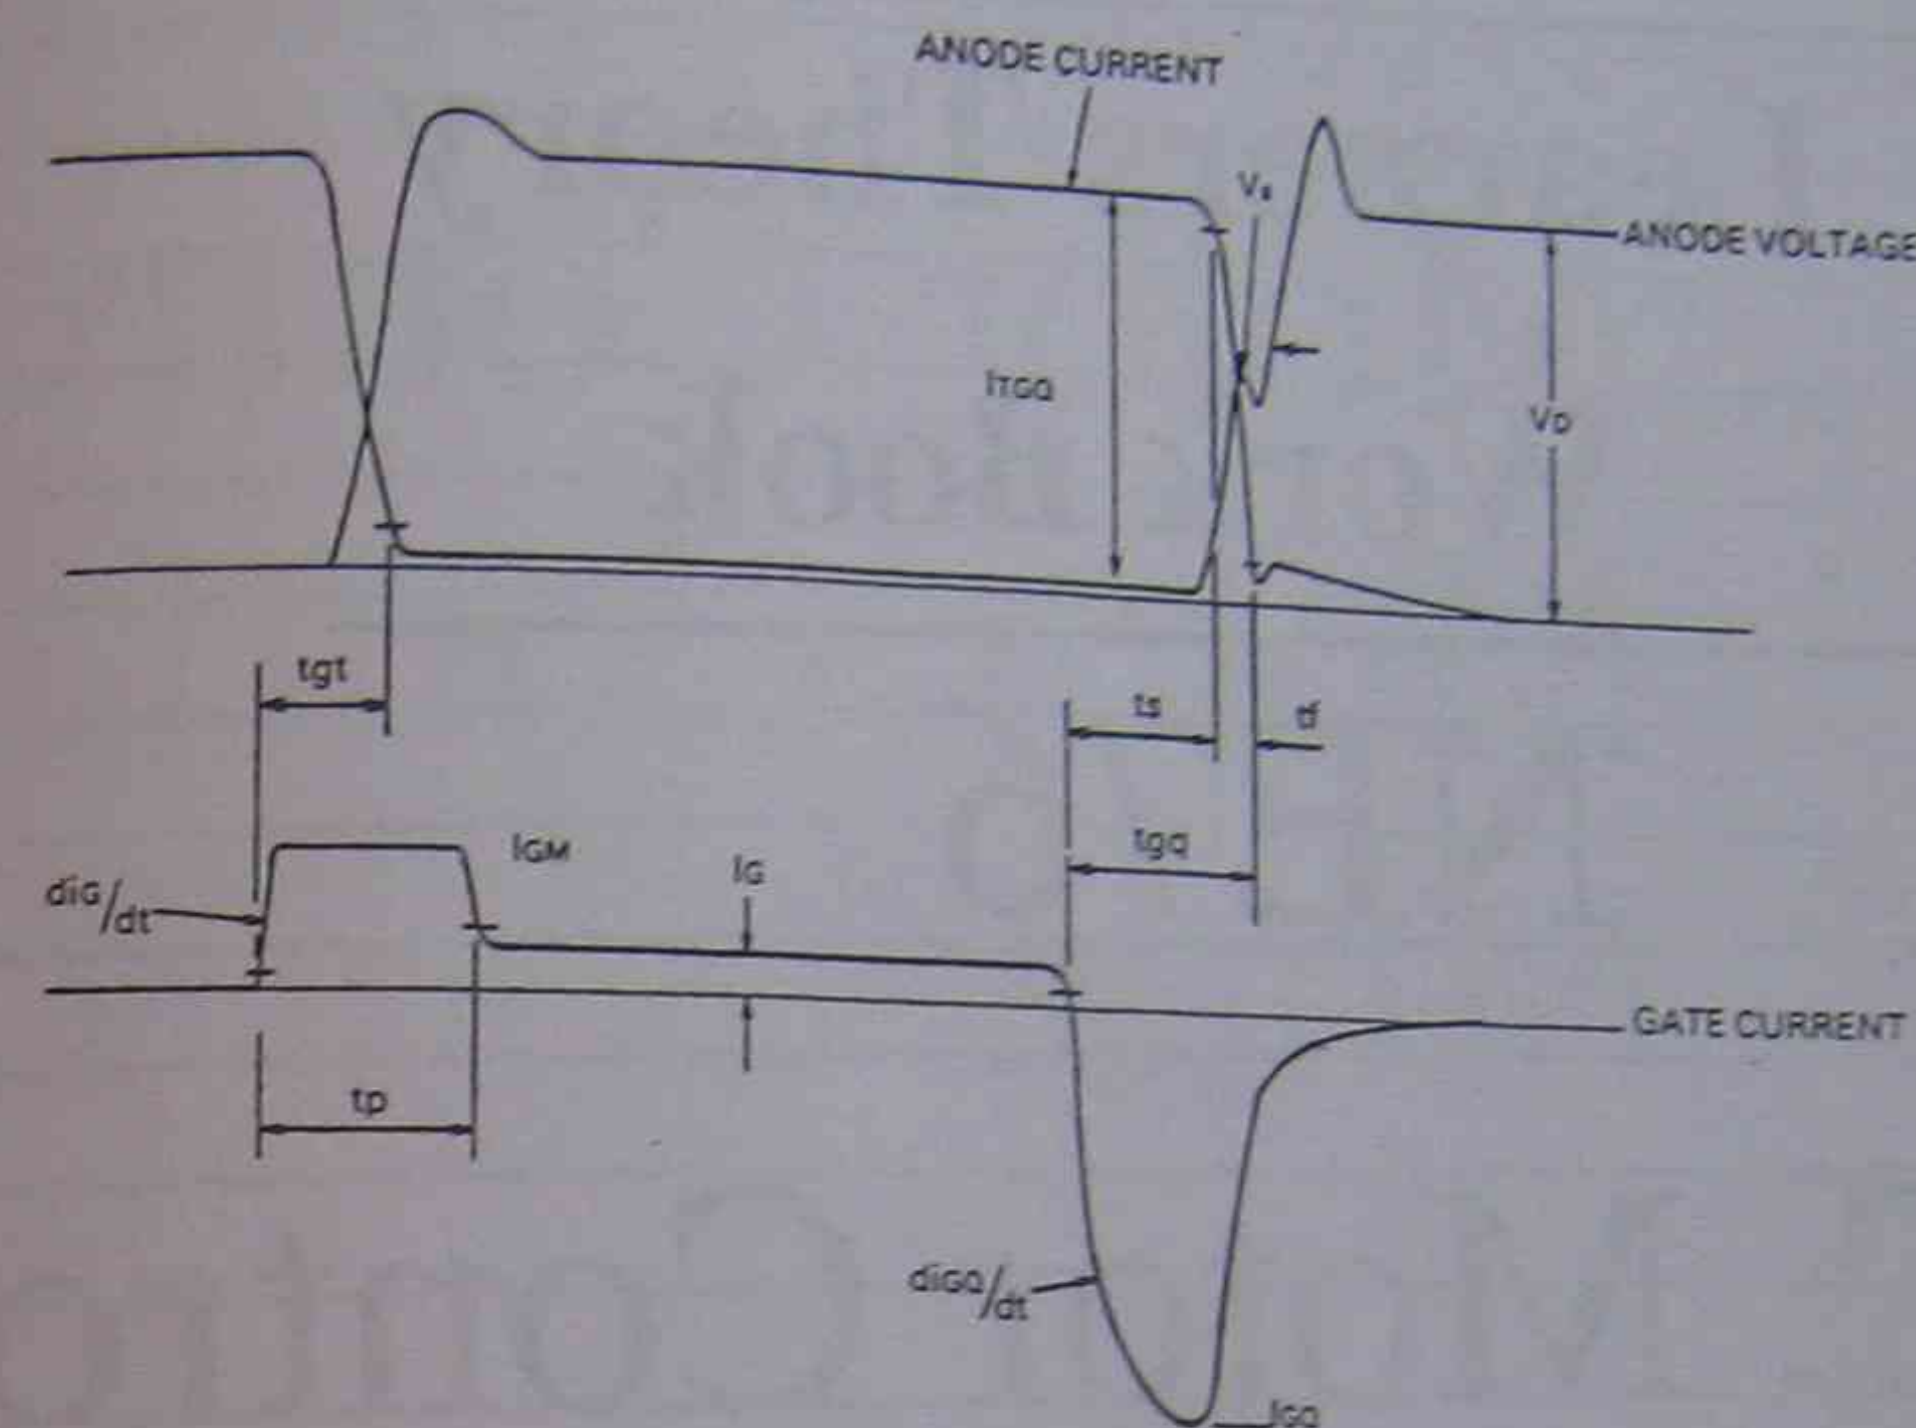 ANODE CURRENT
Vs
ANODE VOLTAGE
ITGQ
VD
tgt
ts
tf
IGM
IG
tgq
diG/dt
GATE CURRENT
tp
diGQ/dt
IGQ